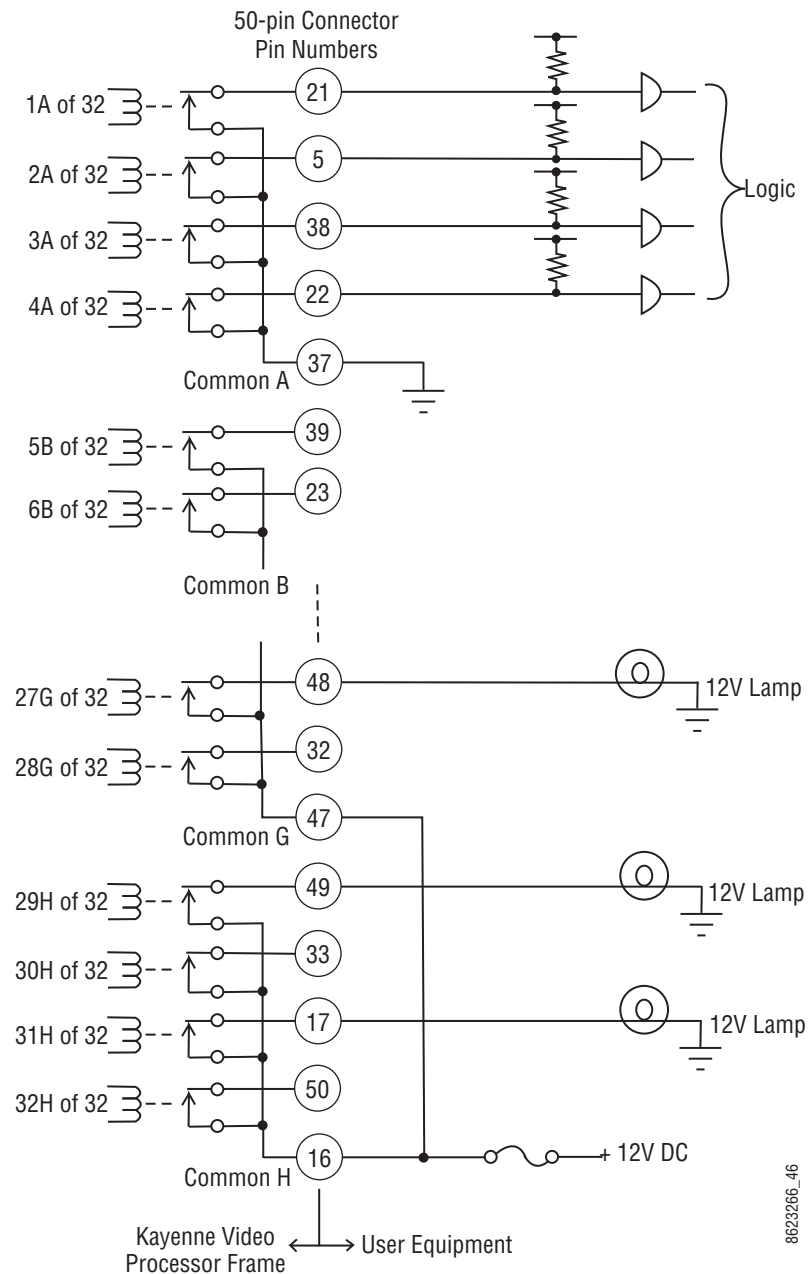 50-pin Connector
Pin Numbers
1A of 32
21
2A of 32
5
Logic
3A of 32
38
4A of 32
22
37
Common A
5B of 32
39
6B of 32
23
Common B
27G of 32
48
12V Lamp
28G of 32
32
47
Common G
29H of 32
49
12V Lamp
30H of 32
33
31H of 32
17
12V Lamp
32H of 32
50
16
+ 12V DC
Common H
Kayenne Video
Processor Frame
User Equipment
8623266_46